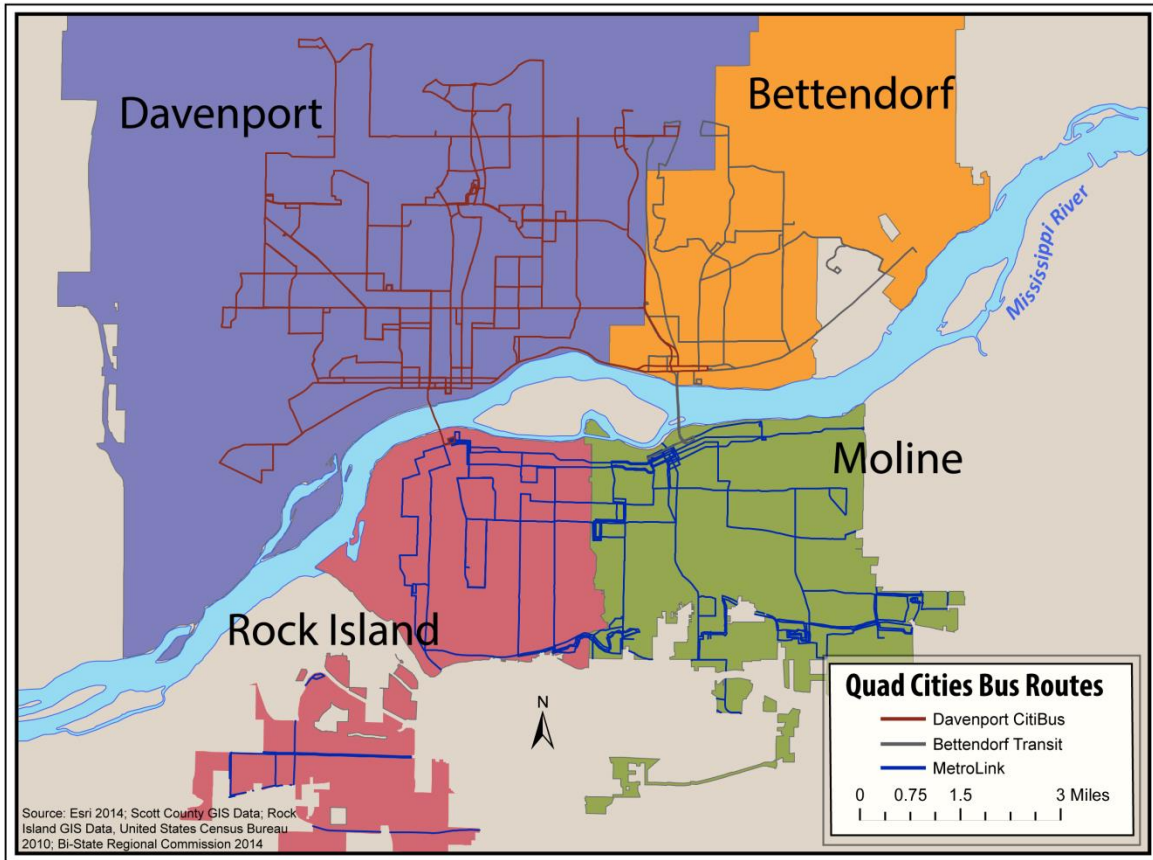 Davenport
Bettendorf
Mississippi River
Moline
Rock Island
N
Quad Cities Bus Routes
Davenport CitiBus
Bettendorf Transit
MetroLink
0 0.75 1.5 3 Miles
Source: Esri 2014; Scott County GIS Data; Rock
Island GIS Data, United States Census Bureau
2010; Bi-State Regional Commission 2014